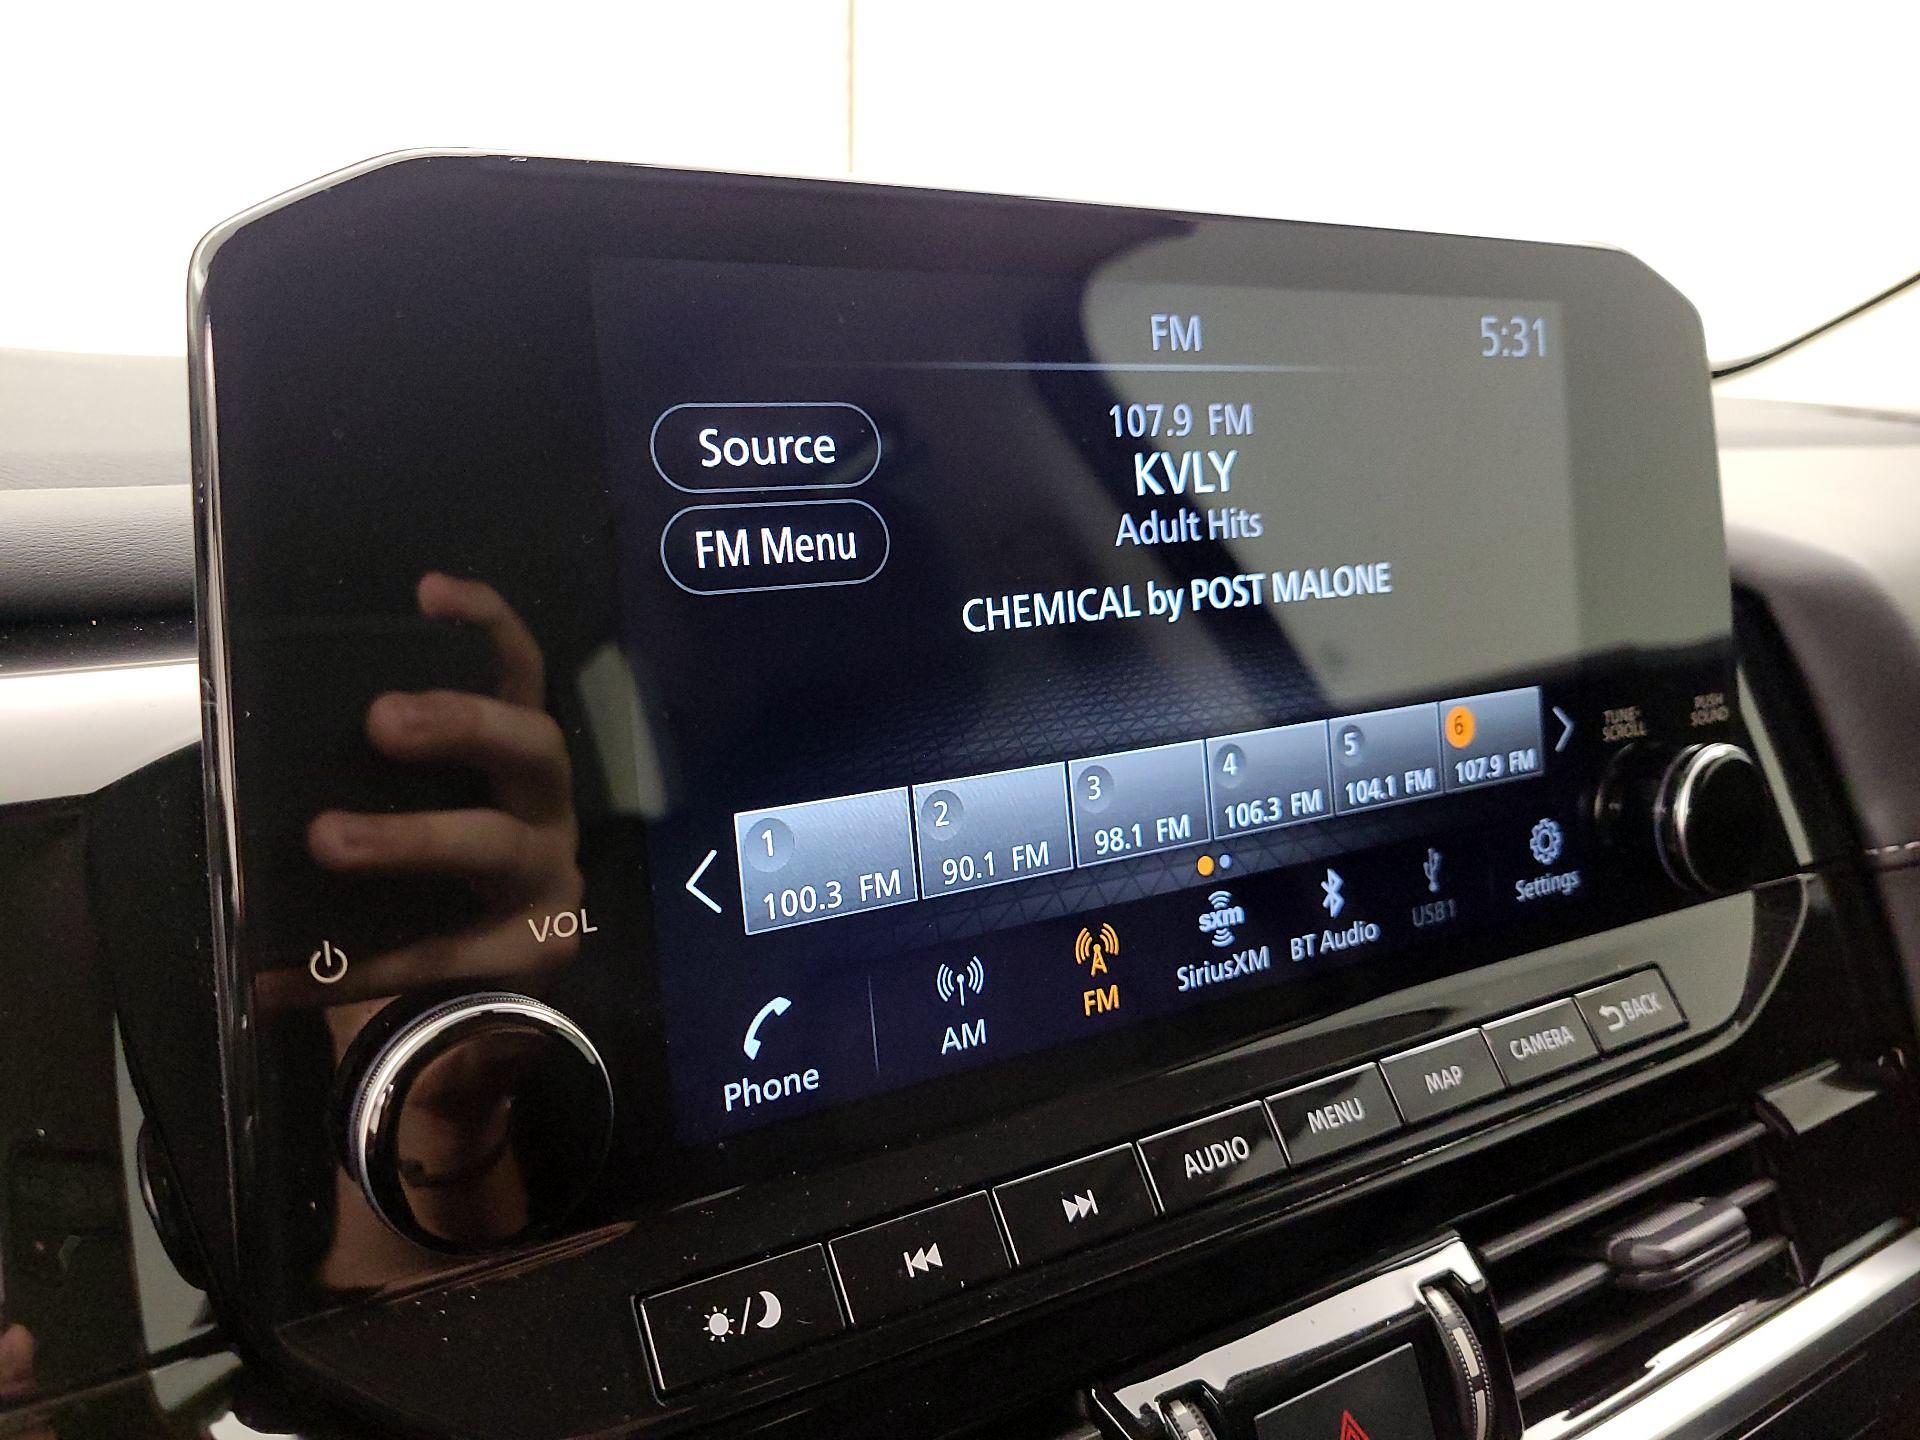 FM
5:31
Source
107.9 FM
KVLY
FM Menu
Adult Hits
CHEMICAL by POST MALONE
1
100.3 FM
2
90.1 FM
3
98.1 FM
4
106.3 FM
5
104.1 FM
6
107.9 FM
TUNE•
SCROLL
PUSH
SOUND
VOL
Phone
AM
FM
sxm
SiriusXM
BT Audio
USB1
Settings
AUDIO
MENU
MAP
CAMERA
BACK